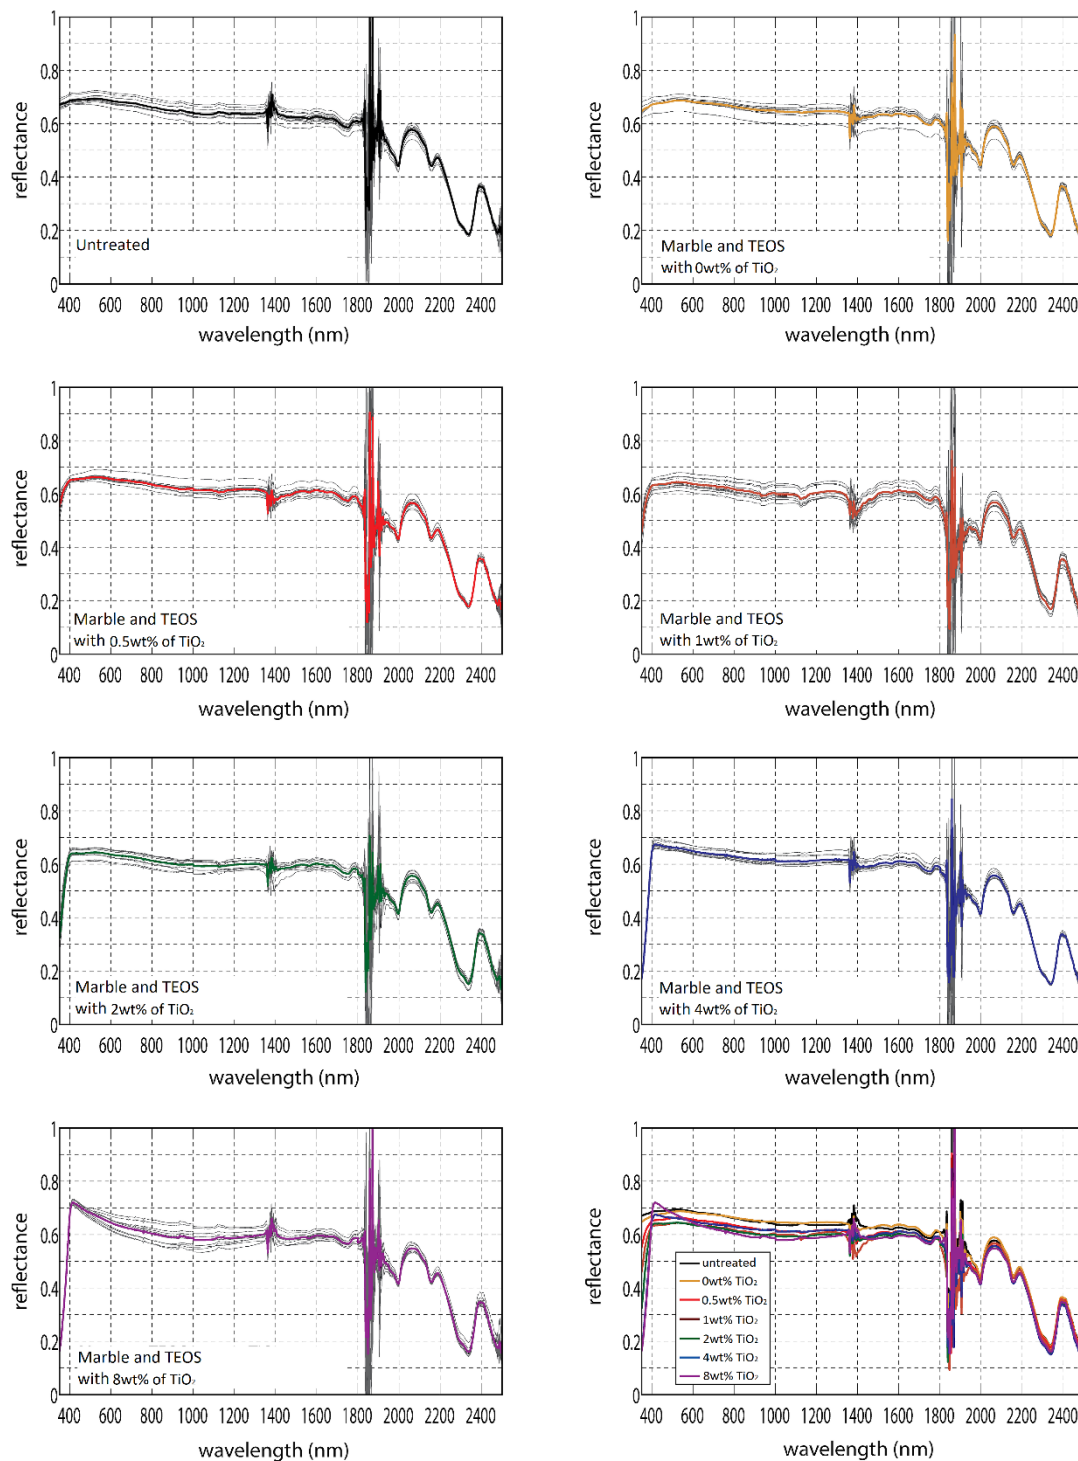 1
0.8
0.6
0.4
0.2
0
reflectance
Untreated
400 600 800 1000 1200 1400 1600 1800 2000 2200 2400
wavelength (nm)
1
0.8
0.6
0.4
0.2
0
reflectance
Marble and TEOS
with 0wt% of TiO2
400 600 800 1000 1200 1400 1600 1800 2000 2200 2400
wavelength (nm)
1
0.8
0.6
0.4
0.2
0
reflectance
Marble and TEOS
with 0.5wt% of TiO2
400 600 800 1000 1200 1400 1600 1800 2000 2200 2400
wavelength (nm)
1
0.8
0.6
0.4
0.2
0
reflectance
Marble and TEOS
with 1wt% of TiO2
400 600 800 1000 1200 1400 1600 1800 2000 2200 2400
wavelength (nm)
1
0.8
0.6
0.4
0.2
0
reflectance
Marble and TEOS
with 2wt% of TiO2
400 600 800 1000 1200 1400 1600 1800 2000 2200 2400
wavelength (nm)
1
0.8
0.6
0.4
0.2
0
reflectance
Marble and TEOS
with 4wt% of TiO2
400 600 800 1000 1200 1400 1600 1800 2000 2200 2400
wavelength (nm)
1
0.8
0.6
0.4
0.2
0
reflectance
Marble and TEOS
with 8wt% of TiO2
400 600 800 1000 1200 1400 1600 1800 2000 2200 2400
wavelength (nm)
1
0.8
0.6
0.4
0.2
0
reflectance
untreated
0wt% TiO2
0.5wt% TiO2
1wt% TiO2
2wt% TiO2
4wt% TiO2
8wt% TiO2
400 600 800 1000 1200 1400 1600 1800 2000 2200 2400
wavelength (nm)